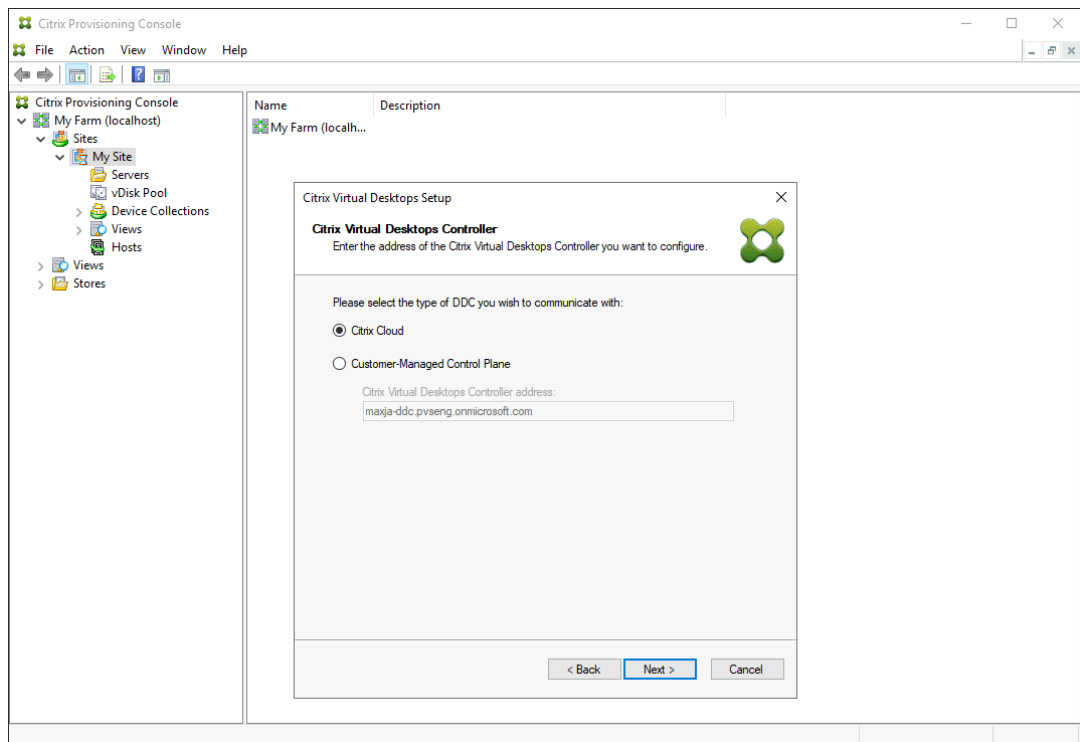 Citrix Provisioning Console
File Action View Window Help
Citrix Provisioning Console
My Farm (localhost)
Sites
My Site
Servers
vDisk Pool
Device Collections
Views
Hosts
Views
Stores
Name Description
My Farm (localh...
Citrix Virtual Desktops Setup
Citrix Virtual Desktops Controller
Enter the address of the Citrix Virtual Desktops Controller you want to configure.
Please select the type of DDC you wish to communicate with:
Citrix Cloud
Customer-Managed Control Plane
Citrix Virtual Desktops Controller address:
maxja-ddc.pvseng.onmicrosoft.com
< Back Next > Cancel